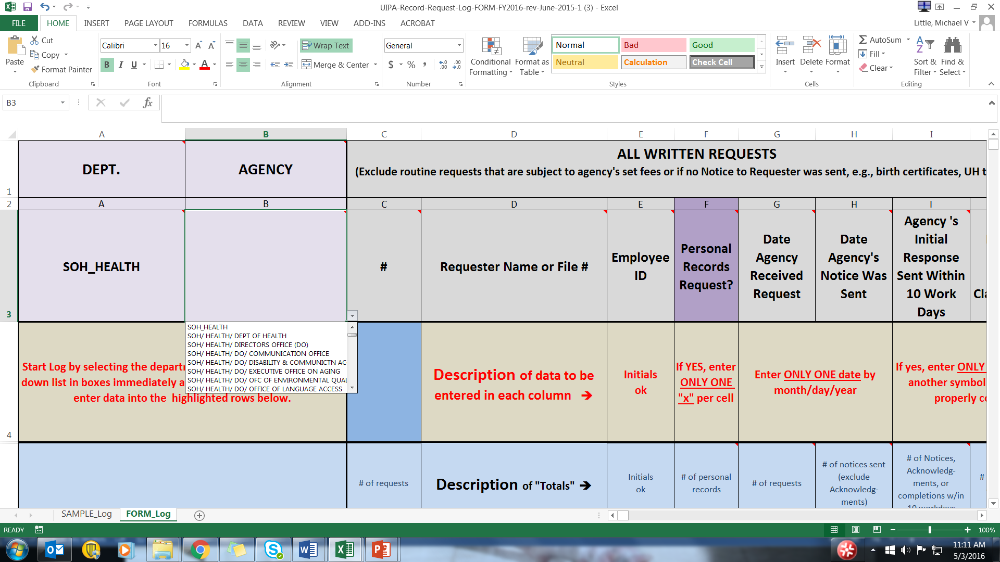 UIPA-Record-Request-Log-FORM-FY2016-rev-June-2015-1 (3) - Excel
FILE HOME INSERT PAGE LAYOUT FORMULAS DATA REVIEW VIEW ADD-INS ACROBAT
Little, Michael V
Paste
Cut
Copy
Format Painter
Clipboard
Calibri 16
B I U
Font
Wrap Text
Merge & Center
Alignment
General
$ % ,
Number
Conditional Formatting
Format as Table
Normal Bad Good
Neutral Calculation Check Cell
Styles
Insert Delete Format
Cells
AutoSum
Fill
Clear
Sort & Filter
Find & Select
Editing
B3
fx
A B C D E F G H I
1
DEPT.
AGENCY
ALL WRITTEN REQUESTS
(Exclude routine requests that are subject to agency's set fees or if no Notice to Requester was sent, e.g., birth certificates, UH t
2
A B C D E F G H I
3
SOH_HEALTH
#
Requester Name or File #
Employee
ID
Personal
Records
Request?
Date
Agency
Received
Request
Date
Agency's
Notice Was
Sent
Agency 's
Initial
Response
Sent Within
10 Work
Days
Cla
SOH_HEALTH
SOH/ HEALTH/ DEPT OF HEALTH
SOH/ HEALTH/ DIRECTORS OFFICE (DO)
SOH/ HEALTH/ DO/ COMMUNICATION OFFICE
SOH/ HEALTH/ DO/ DISABILITY & COMMUNICTN AC
SOH/ HEALTH/ DO/ EXECUTIVE OFFICE ON AGING
SOH/ HEALTH/ DO/ OFC OF ENVIRONMENTAL QUAL
SOH/ HEALTH/ DO/ OFFICE OF LANGUAGE ACCESS
4
Start Log by selecting the departm
down list in boxes immediately a
enter data into the highlighted rows below.
Description of data to be
entered in each column ➔
Initials
ok
If YES, enter
ONLY ONE
"x" per cell
Enter ONLY ONE date by
month/day/year
If yes, enter ONLY
another symbol
properly co
# of requests
Description of "Totals" ➔
Initials
ok
# of personal
records
# of requests
# of notices sent
(exclude
Acknowledg-
ments)
# of Notices,
Acknowledg-
ments, or
completions w/in
10 workdays
#
SAMPLE_Log FORM_Log
READY
100%
11:11 AM
5/3/2016